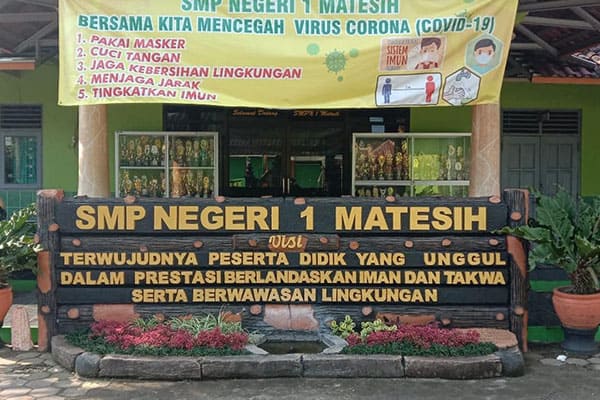 SMP NEGERI 1 MATESIH
BERSAMA KITA MENCEGAH VIRUS CORONA (COVID-19)
1. PAKAI MASKER
2. CUCI TANGAN
3. JAGA KEBERSIHAN LINGKUNGAN
4. MENJAGA JARAK
5. TINGKATKAN IMUN
SISTEM
IMUN
SMP NEGERI 1 MATESIH
VISI
TERWUJUDNYA PESERTA DIDIK YANG UNGGUL
DALAM PRESTASI BERLANDASKAN IMAN DAN TAKWA
SERTA BERWAWASAN LINGKUNGAN